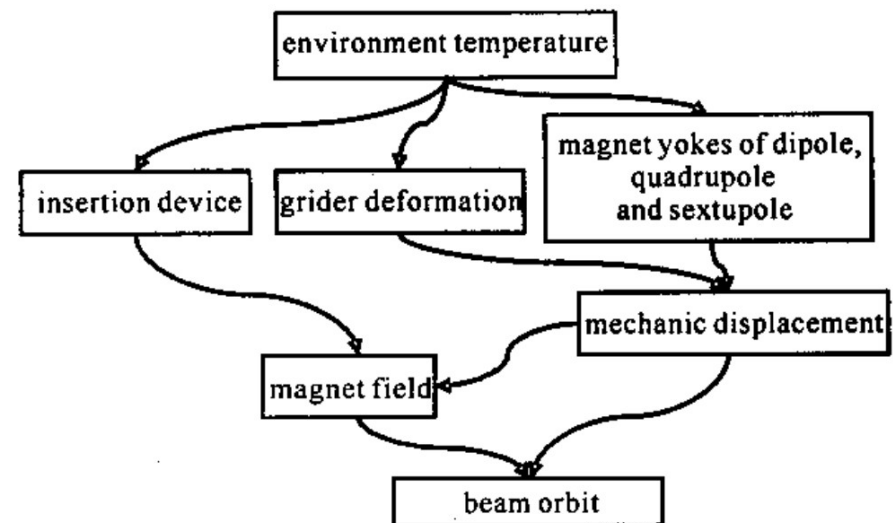 environment temperature
insertion device
grider deformation
magnet yokes of dipole,
quadrupole
and sextupole
mechanic displacement
magnet field
beam orbit